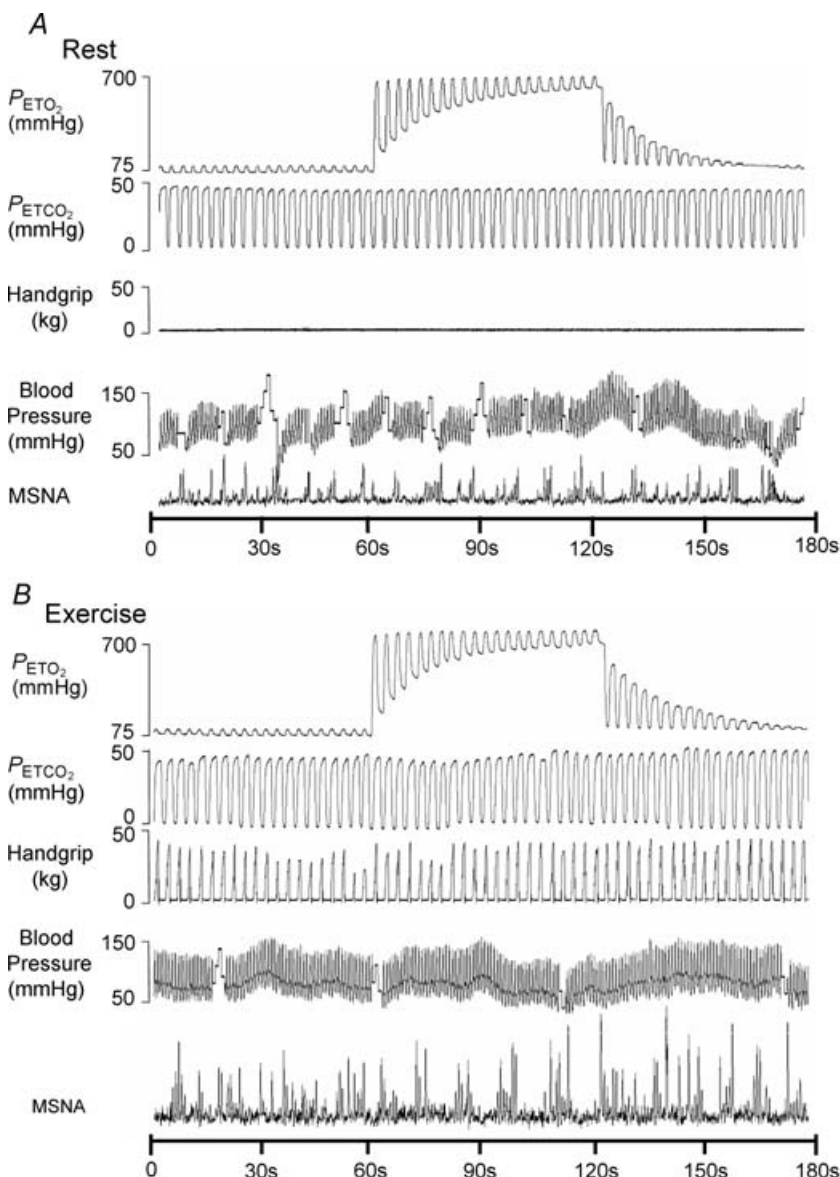 A
Rest
700
PETO2
(mmHg)
75
50
PETCO2
(mmHg)
0
50
Handgrip
(kg)
0
Blood
Pressure
(mmHg)
150
50
MSNA
0 30s 60s 90s 120s 150s 180s
B
Exercise
700
PETO2
(mmHg)
75
50
PETCO2
(mmHg)
0
50
Handgrip
(kg)
0
Blood
Pressure
(mmHg)
150
50
MSNA
0 30s 60s 90s 120s 150s 180s